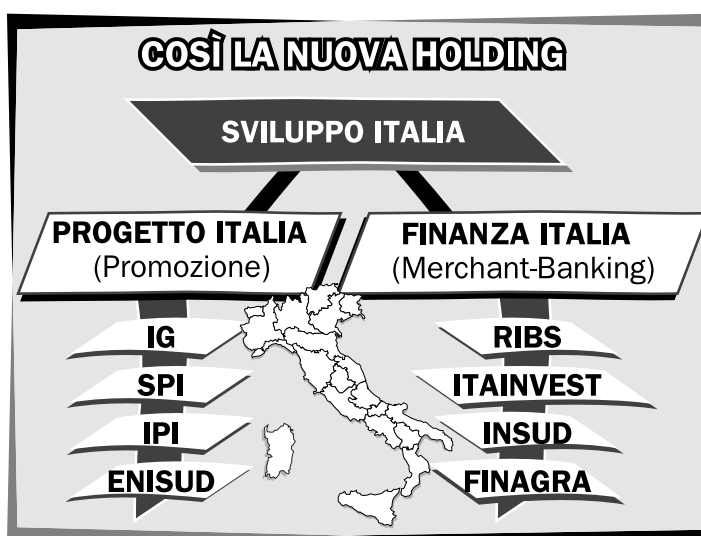 COSÌ LA NUOVA HOLDING
SVILUPPO ITALIA
PROGETTO ITALIA
(Promozione)
FINANZA ITALIA
(Merchant-Banking)
IG
SPI
IPI
ENISUD
RIBS
ITAINVEST
INSUD
FINAGRA